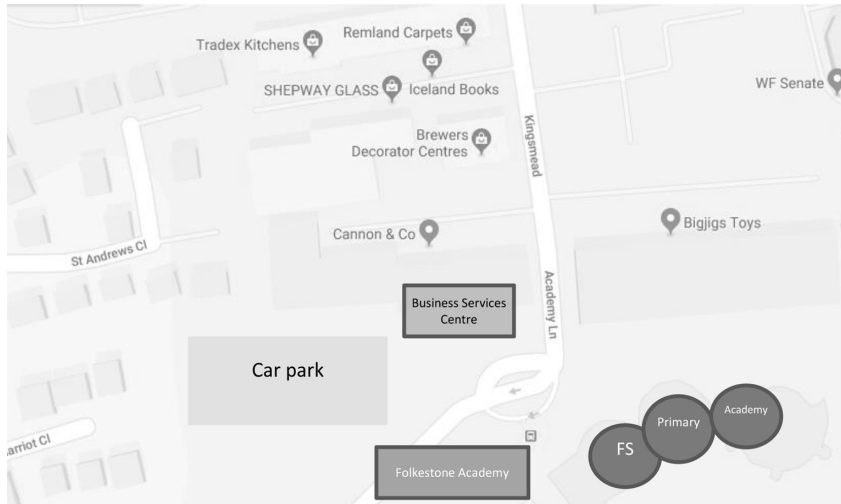 Remland Carpets
Tradex Kitchens
WF Senate
SHEPWAY GLASS
Iceland Books
Brewers
Decorator Centres
Kingsmead
St Andrews Cl
Cannon & Co
Bigjigs Toys
Academy Ln
Business Services
Centre
Car park
Academy
Primary
FS
arriot Cl
Folkestone Academy